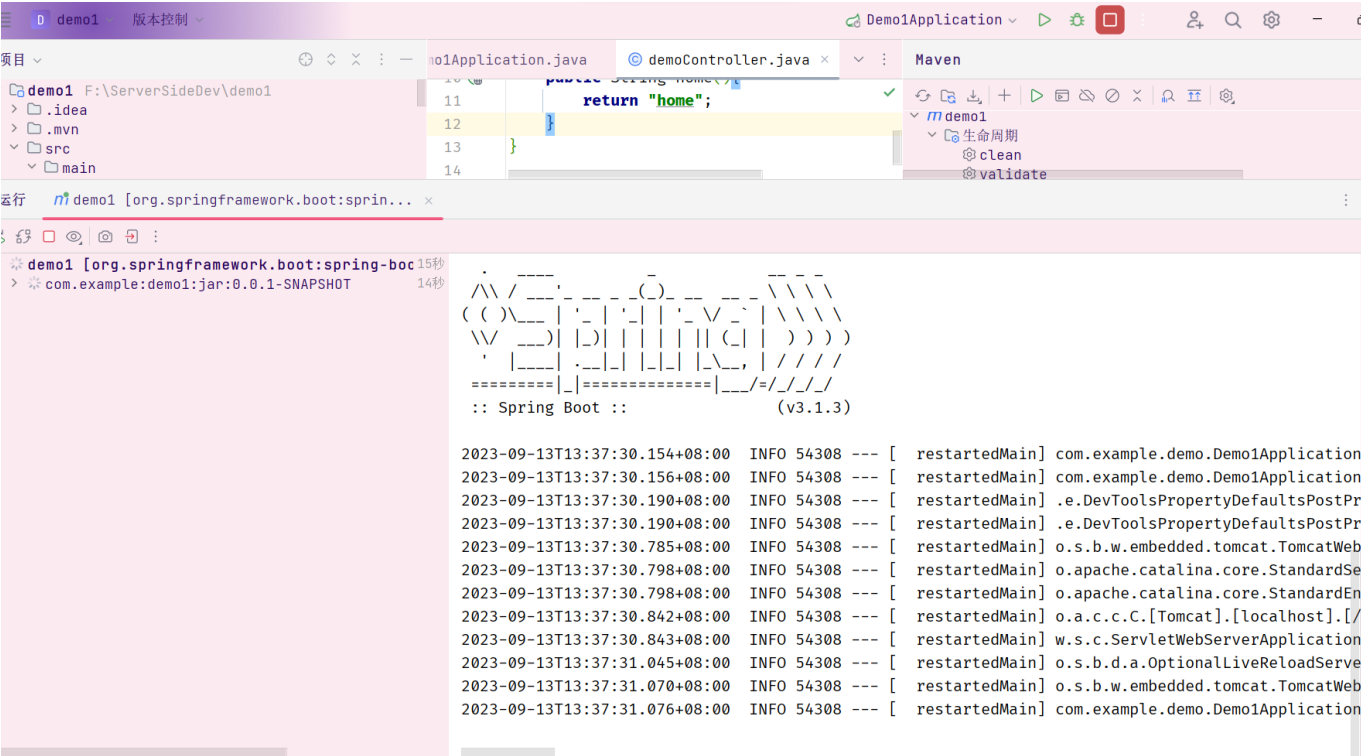 D demo1 版本控制 Demo1Application
项目
o1Application.java © demoController.java × Maven
demo1 F:\ServerSideDev\demo1
.idea
.mvn
src
main
10 public String home(){
11 return "home";
12 }
13 }
14
m demo1
生命周期
clean
validate
运行 m demo1 [org.springframework.boot:sprin... ×
demo1 [org.springframework.boot:spring-boo 15秒
com.example:demo1:jar:0.0.1-SNAPSHOT 14秒
  .   ____          _            __ _ _
 /\\ / ___'_ __ _ _(_)_ __  __ _ \ \ \ \
( ( )\___ | '_ | '_| | '_ \/ _` | \ \ \ \
 \\/  ___)| |_)| | | | | || (_| |  ) ) ) )
  '  |____| .__|_| |_|_| |_\__, | / / / /
 =========|_|==============|___/=/_/_/_/
 :: Spring Boot ::                (v3.1.3)
2023-09-13T13:37:30.154+08:00  INFO 54308 --- [  restartedMain] com.example.demo.Demo1Application
2023-09-13T13:37:30.156+08:00  INFO 54308 --- [  restartedMain] com.example.demo.Demo1Application
2023-09-13T13:37:30.190+08:00  INFO 54308 --- [  restartedMain] .e.DevToolsPropertyDefaultsPostPr
2023-09-13T13:37:30.190+08:00  INFO 54308 --- [  restartedMain] .e.DevToolsPropertyDefaultsPostPr
2023-09-13T13:37:30.785+08:00  INFO 54308 --- [  restartedMain] o.s.b.w.embedded.tomcat.TomcatWeb
2023-09-13T13:37:30.798+08:00  INFO 54308 --- [  restartedMain] o.apache.catalina.core.StandardSe
2023-09-13T13:37:30.798+08:00  INFO 54308 --- [  restartedMain] o.apache.catalina.core.StandardEn
2023-09-13T13:37:30.842+08:00  INFO 54308 --- [  restartedMain] o.a.c.c.C.[Tomcat].[localhost].[/
2023-09-13T13:37:30.843+08:00  INFO 54308 --- [  restartedMain] w.s.c.ServletWebServerApplication
2023-09-13T13:37:31.045+08:00  INFO 54308 --- [  restartedMain] o.s.b.d.a.OptionalLiveReloadServe
2023-09-13T13:37:31.070+08:00  INFO 54308 --- [  restartedMain] o.s.b.w.embedded.tomcat.TomcatWeb
2023-09-13T13:37:31.076+08:00  INFO 54308 --- [  restartedMain] com.example.demo.Demo1Application